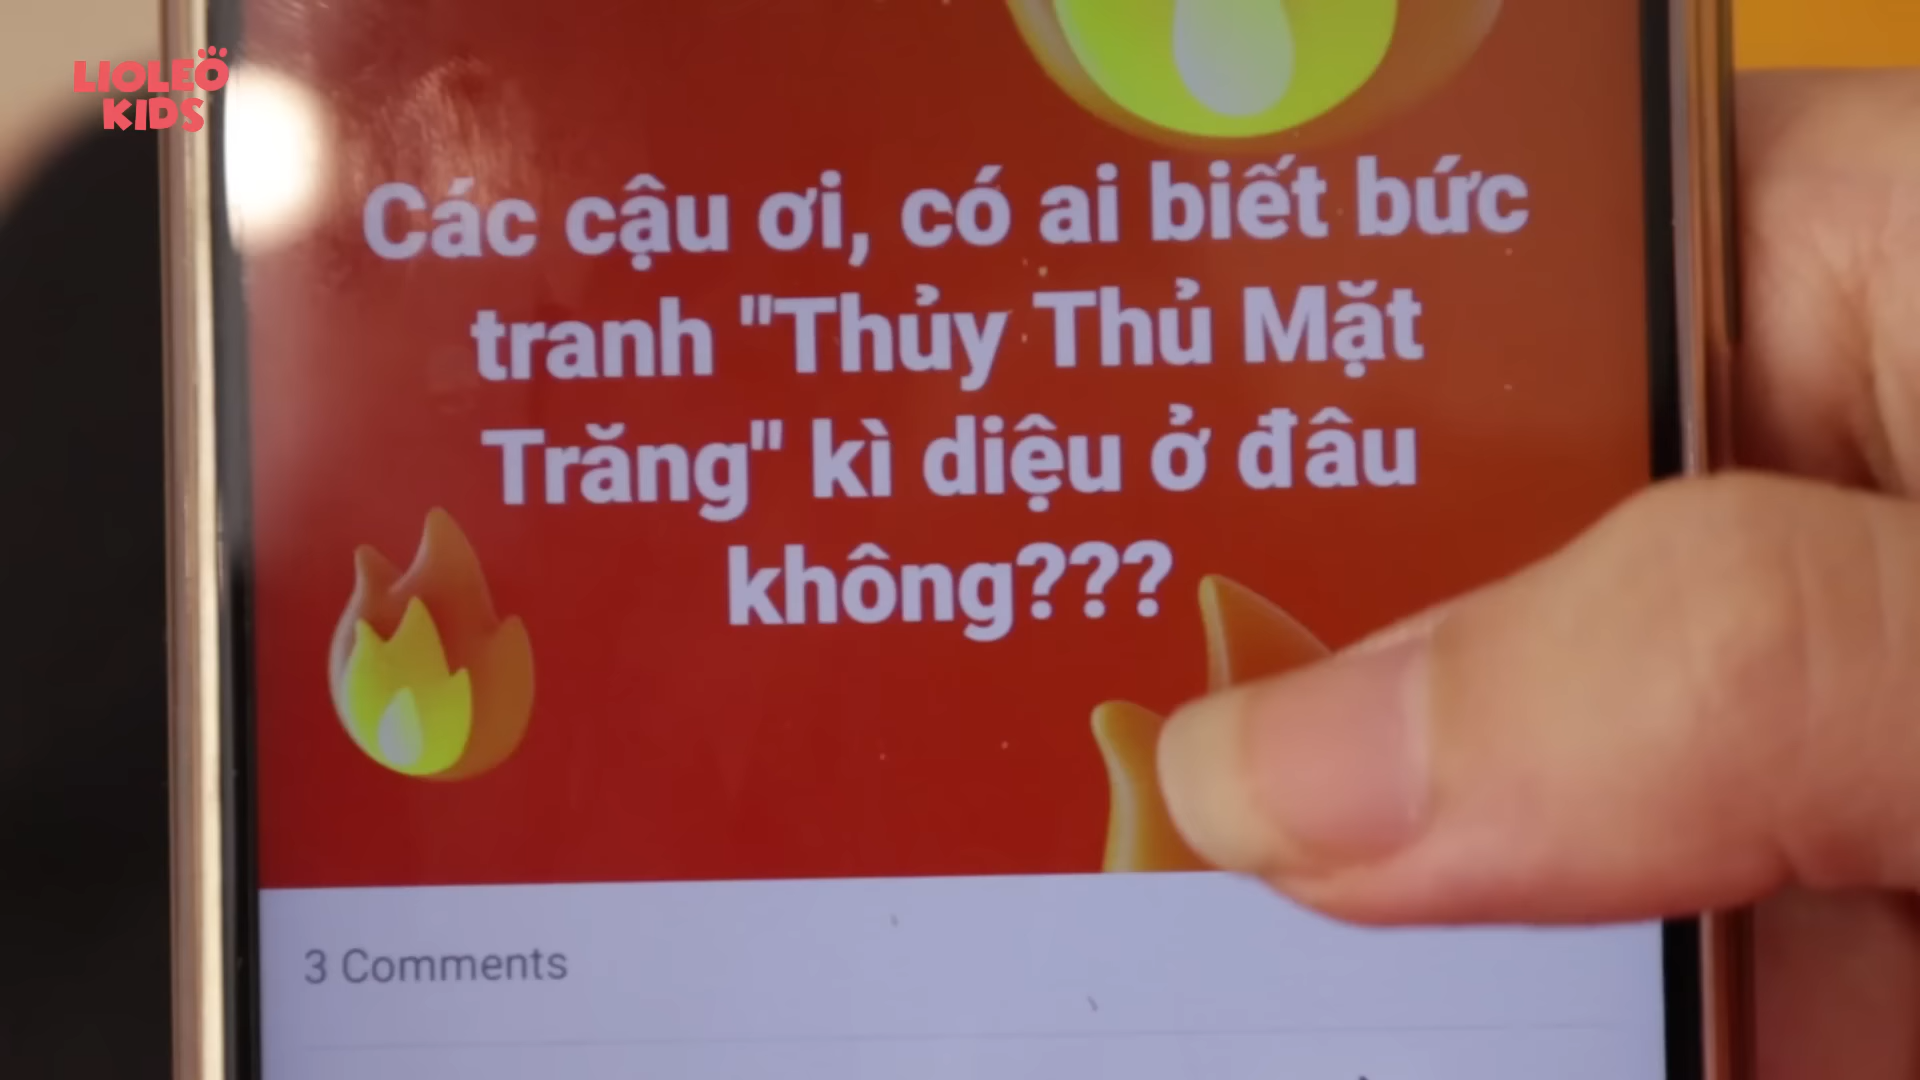 LIOLEO
KIDS
Các cậu ơi, có ai biết bức
tranh "Thủy Thủ Mặt
Trăng" kì diệu ở đâu
không???
3 Comments